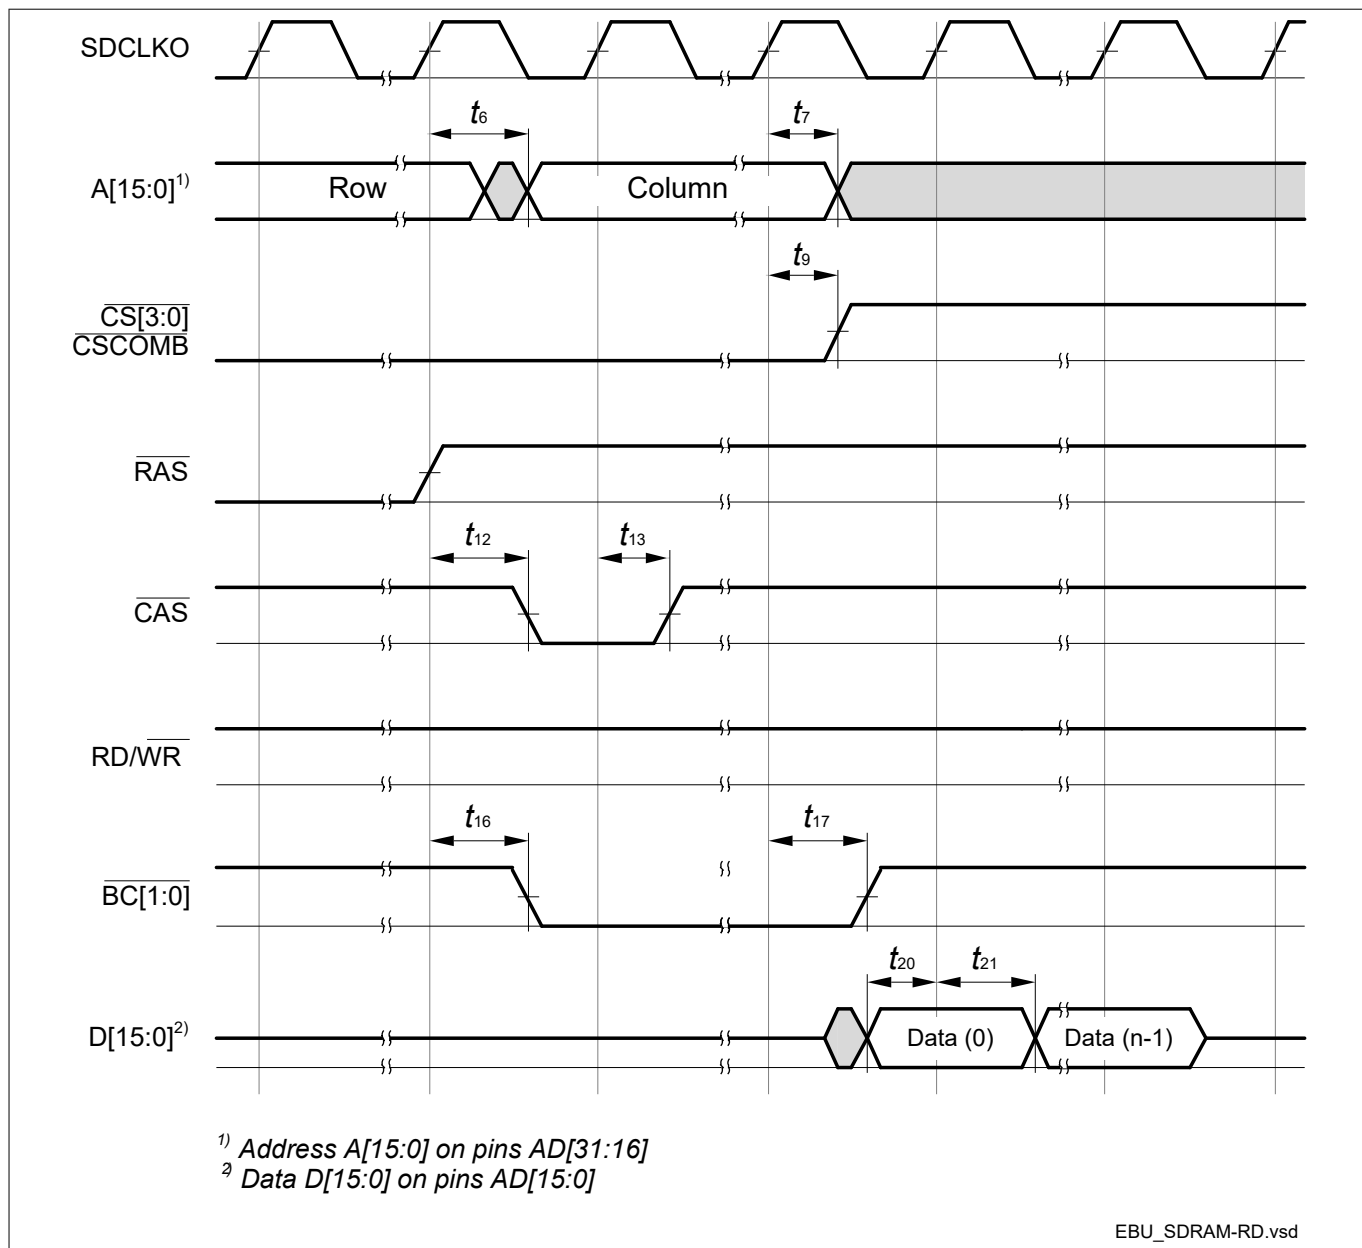 SDCLKO
t6
t7
A[15:0]1)
Row
Column
t9
CS[3:0]
CSCOMB
RAS
t12
t13
CAS
RD/WR
t16
t17
BC[1:0]
t20
t21
D[15:0]2)
Data (0)
Data (n-1)
1) Address A[15:0] on pins AD[31:16]
2) Data D[15:0] on pins AD[15:0]
EBU_SDRAM-RD.vsd